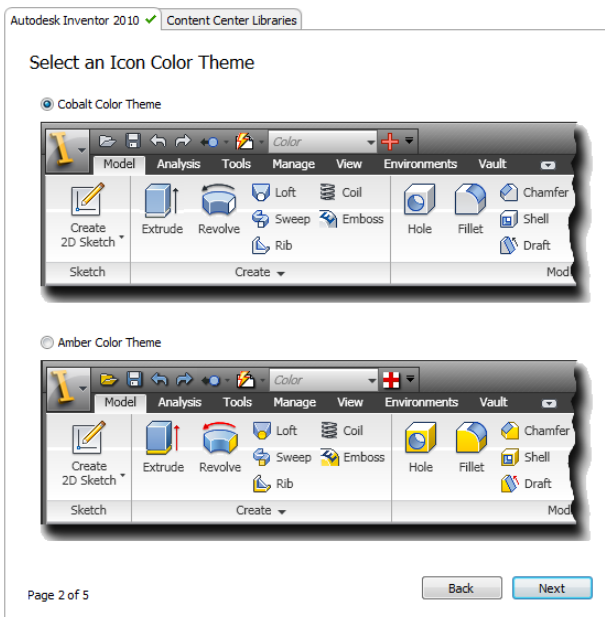 Autodesk Inventor 2010 Content Center Libraries
Select an Icon Color Theme
Cobalt Color Theme
Color
Model Analysis Tools Manage View Environments Vault
Create
2D Sketch
Extrude
Revolve
Loft
Sweep
Rib
Coil
Emboss
Hole
Fillet
Chamfer
Shell
Draft
Sketch Create Mod
Amber Color Theme
Color
Model Analysis Tools Manage View Environments Vault
Create
2D Sketch
Extrude
Revolve
Loft
Sweep
Rib
Coil
Emboss
Hole
Fillet
Chamfer
Shell
Draft
Sketch Create Mod
Page 2 of 5 Back Next